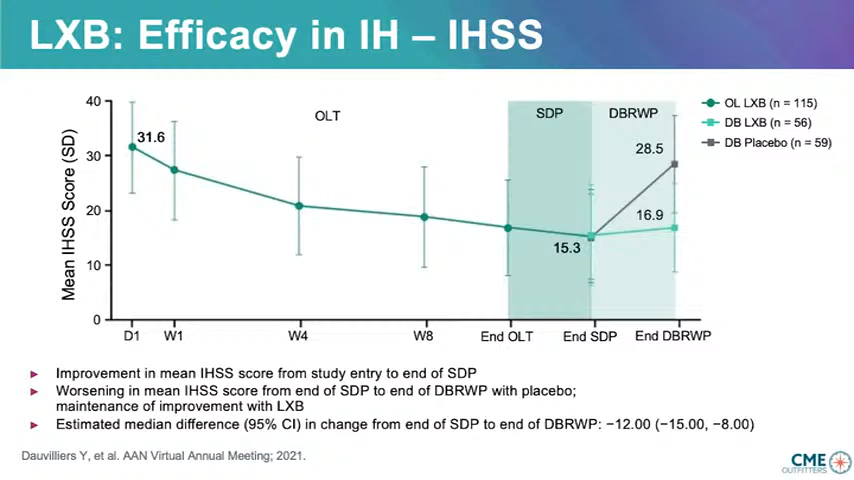 LXB: Efficacy in IH – IHSS
Mean IHSS Score (SD)
40
30
20
10
0
OLT
SDP
DBRWP
31.6
15.3
28.5
16.9
D1
W1
W4
W8
End OLT
End SDP
End DBRWP
OL LXB (n = 115)
DB LXB (n = 56)
DB Placebo (n = 59)
► Improvement in mean IHSS score from study entry to end of SDP
► Worsening in mean IHSS score from end of SDP to end of DBRWP with placebo;
maintenance of improvement with LXB
► Estimated median difference (95% CI) in change from end of SDP to end of DBRWP: −12.00 (−15.00, −8.00)
Dauvilliers Y, et al. AAN Virtual Annual Meeting; 2021.
CME
OUTFITTERS